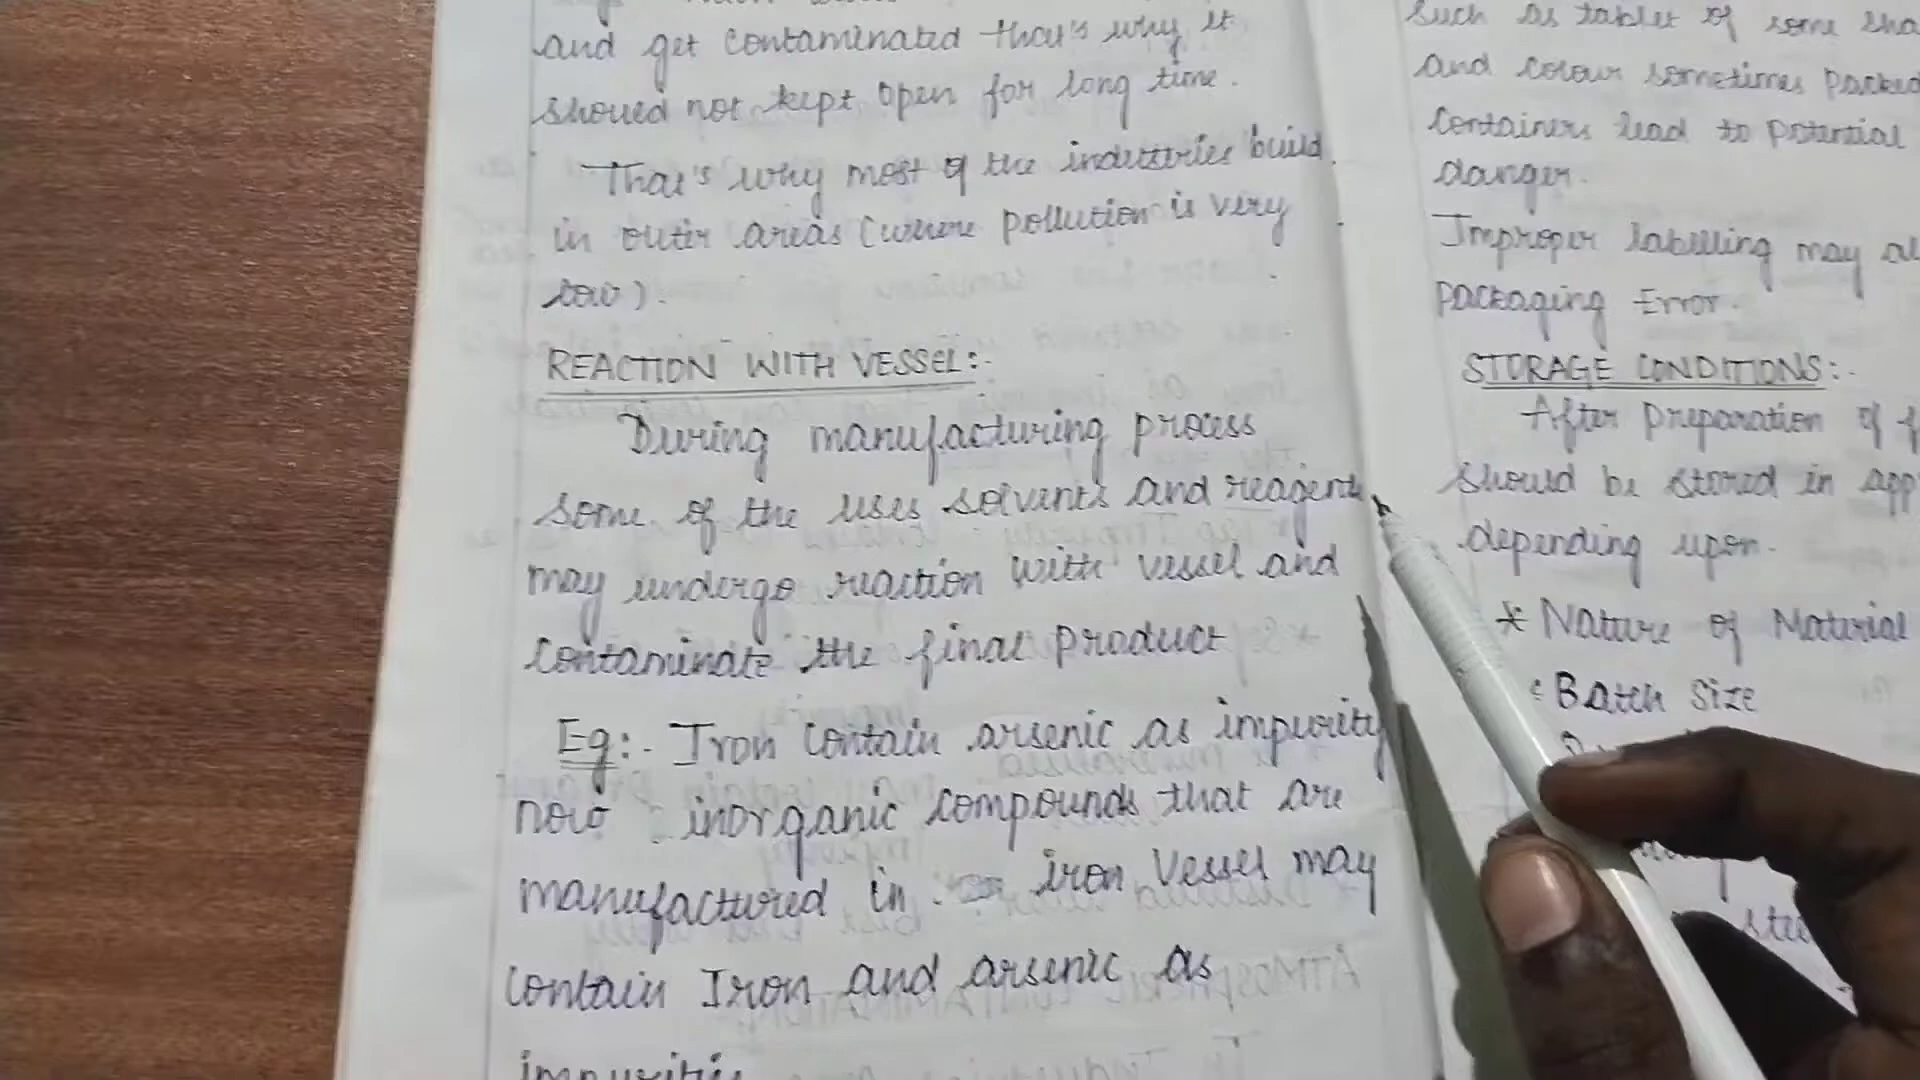 and get contaminated that's why it
should not kept open for long time.
That's why most of the industries build
in outer areas (where pollution is very
low).
REACTION WITH VESSEL:-
During manufacturing process
some of the uses solvents and reagents
may undergo reaction with vessel and
contaminate the final product
Eg:- Iron contain arsenic as impurity
now inorganic compounds that are
manufactured in iron vessel may
contain Iron and arsenic as
impurities
such as tablet of some sha
and colour sometimes packed
containers lead to potential
danger.
Improper labelling may al
packaging Error.
STORAGE CONDITIONS:-
After preparation of f
should be stored in app
depending upon.
* Nature of Material
Batch Size